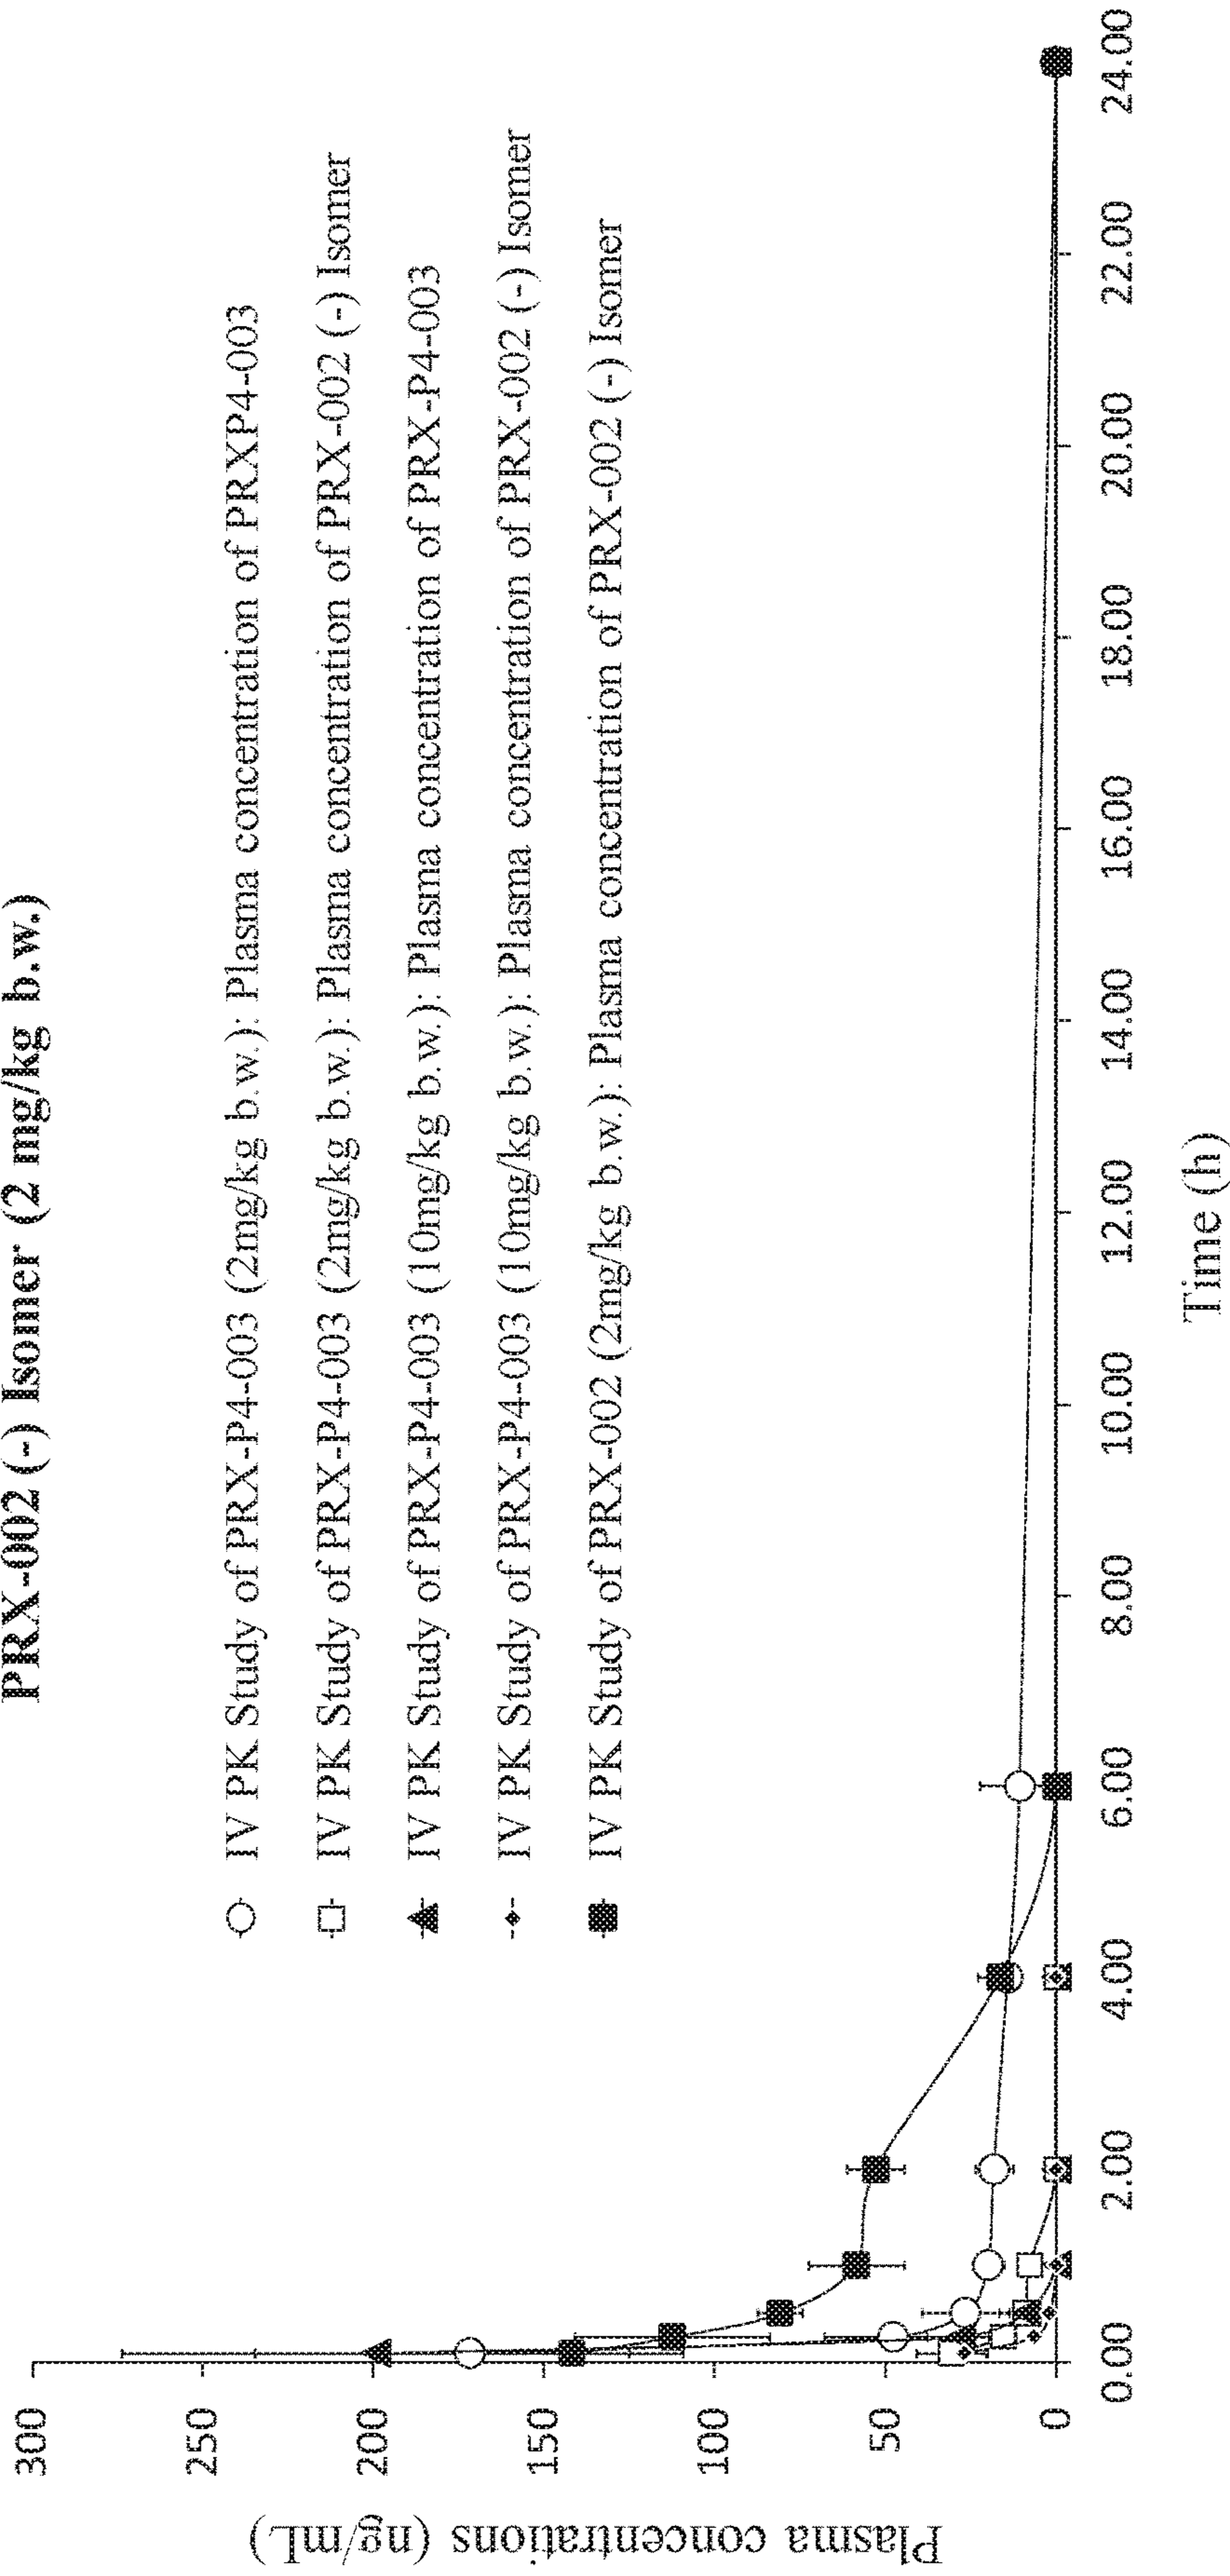 PRX-002 (-) Isomer (2 mg/kg b.w.)
IV PK Study of PRX-P4-003 (2mg/kg b.w.): Plasma concentration of PRXP4-003
IV PK Study of PRX-P4-003 (2mg/kg b.w.): Plasma concentration of PRX-002 (-) Isomer
IV PK Study of PRX-P4-003 (10mg/kg b.w.): Plasma concentration of PRX-P4-003
IV PK Study of PRX-P4-003 (10mg/kg b.w.): Plasma concentration of PRX-002 (-) Isomer
IV PK Study of PRX-002 (2mg/kg b.w.): Plasma concentration of PRX-002 (-) Isomer
Plasma concentrations (ng/mL)
300
250
200
150
100
50
0
0.00 2.00 4.00 6.00 8.00 10.00 12.00 14.00 16.00 18.00 20.00 22.00 24.00
Time (h)